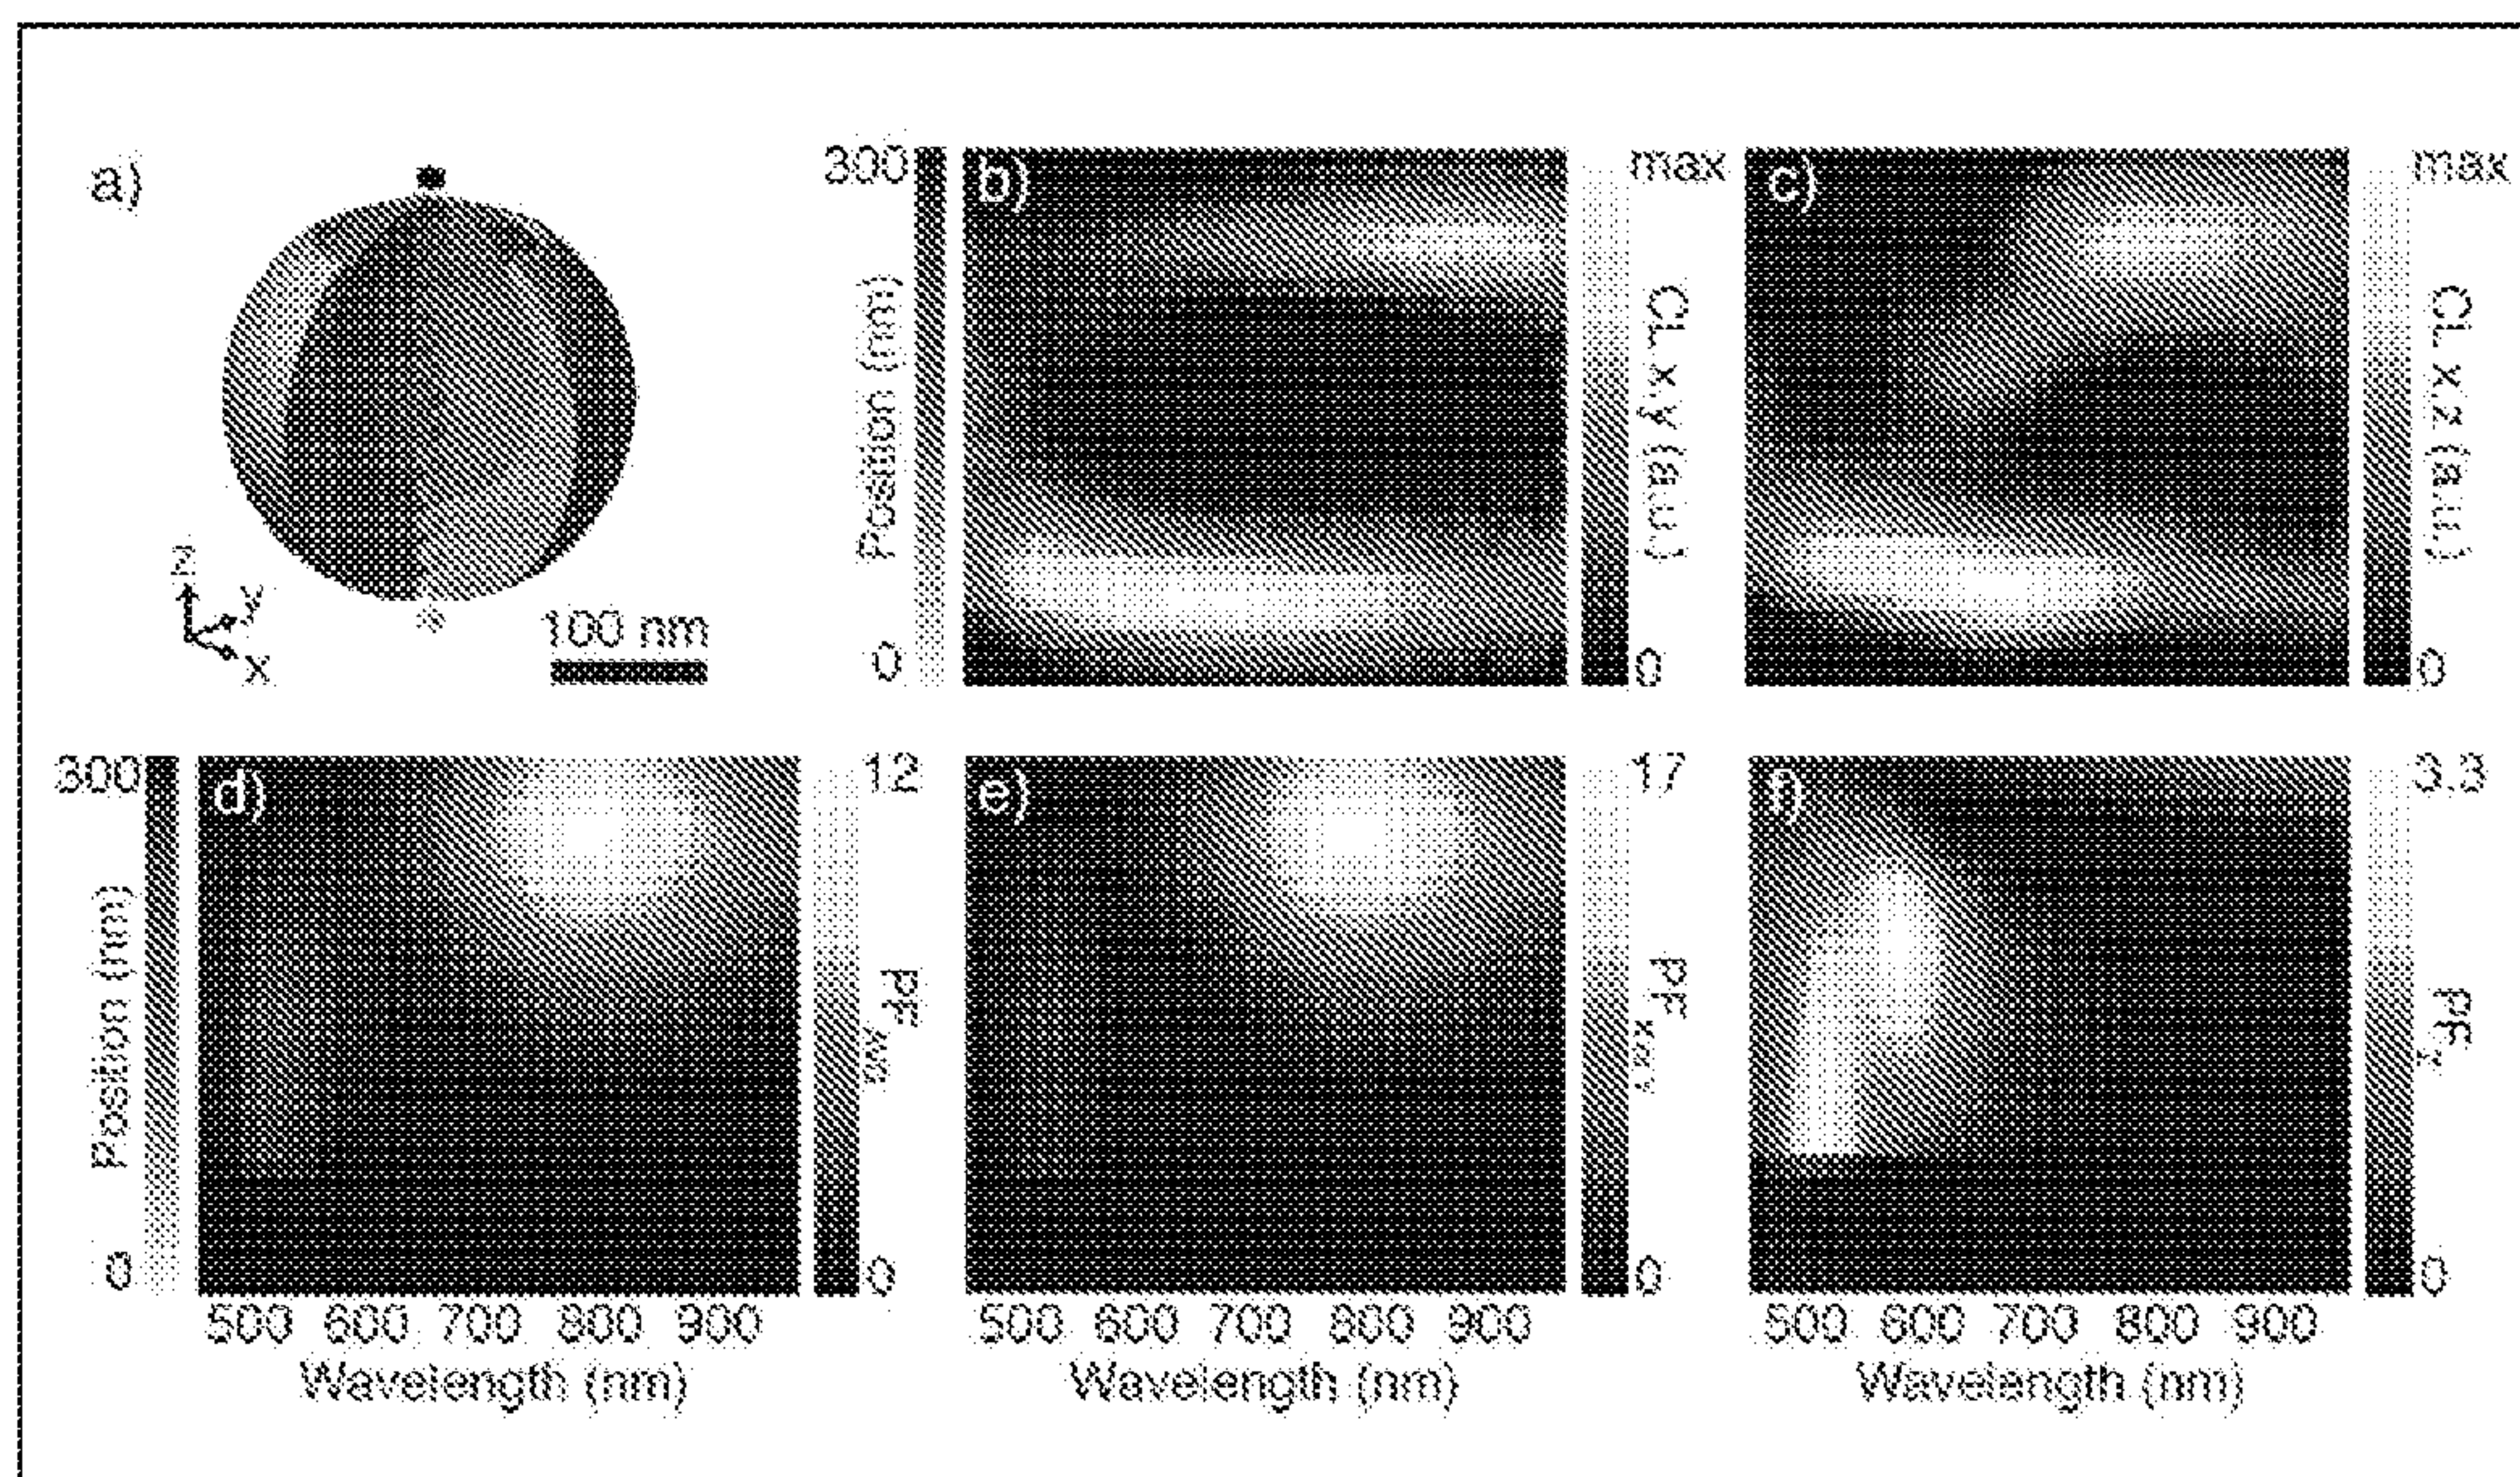 a)
z
y
x
100 nm
300
Position (nm)
0
b)
max
CL x,y (a.u.)
0
c)
max
CL x,z (a.u.)
0
300
Position (nm)
0
d)
12
PF
av
0
500 600 700 800 900
Wavelength (nm)
e)
17
PF
x&y
0
500 600 700 800 900
Wavelength (nm)
f)
3.3
PF
z
0
500 600 700 800 900
Wavelength (nm)